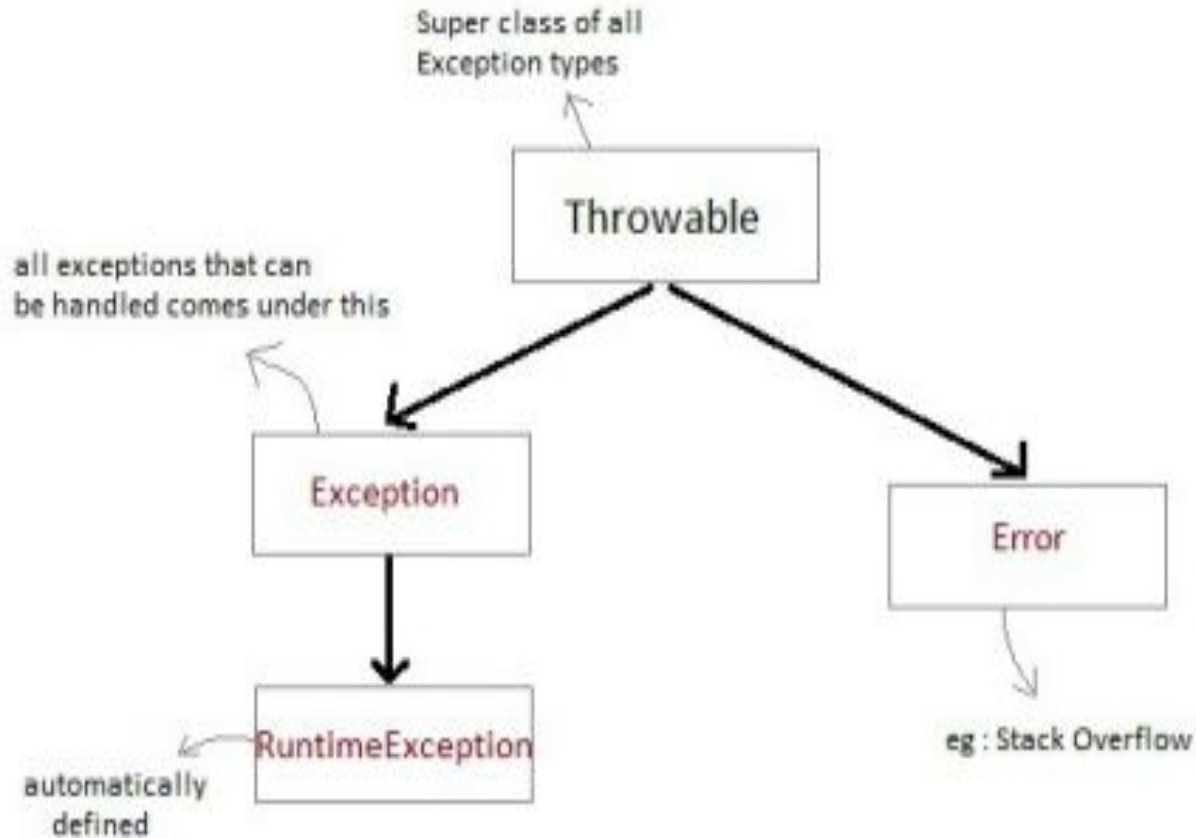 Super class of all
Exception types
Throwable
all exceptions that can
be handled comes under this
Exception
Error
RuntimeException
eg : Stack Overflow
automatically
defined